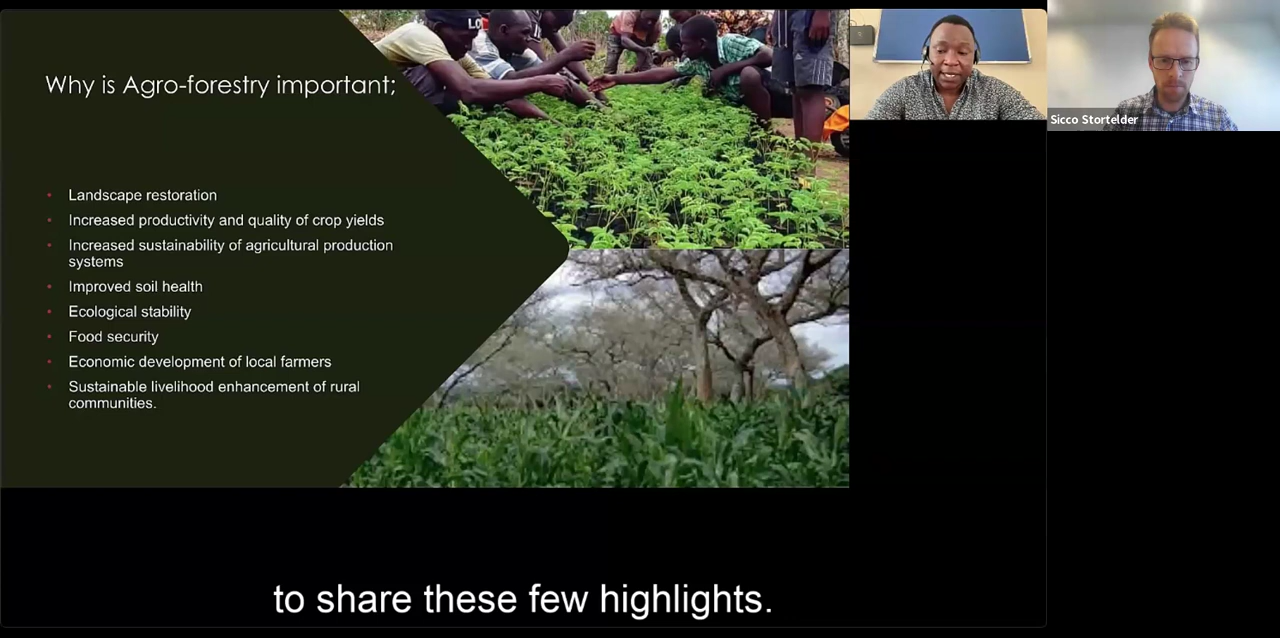 Why is Agro-forestry important;
• Landscape restoration
• Increased productivity and quality of crop yields
• Increased sustainability of agricultural production
systems
• Improved soil health
• Ecological stability
• Food security
• Economic development of local farmers
• Sustainable livelihood enhancement of rural
communities.
Sicco Stortelder
to share these few highlights.